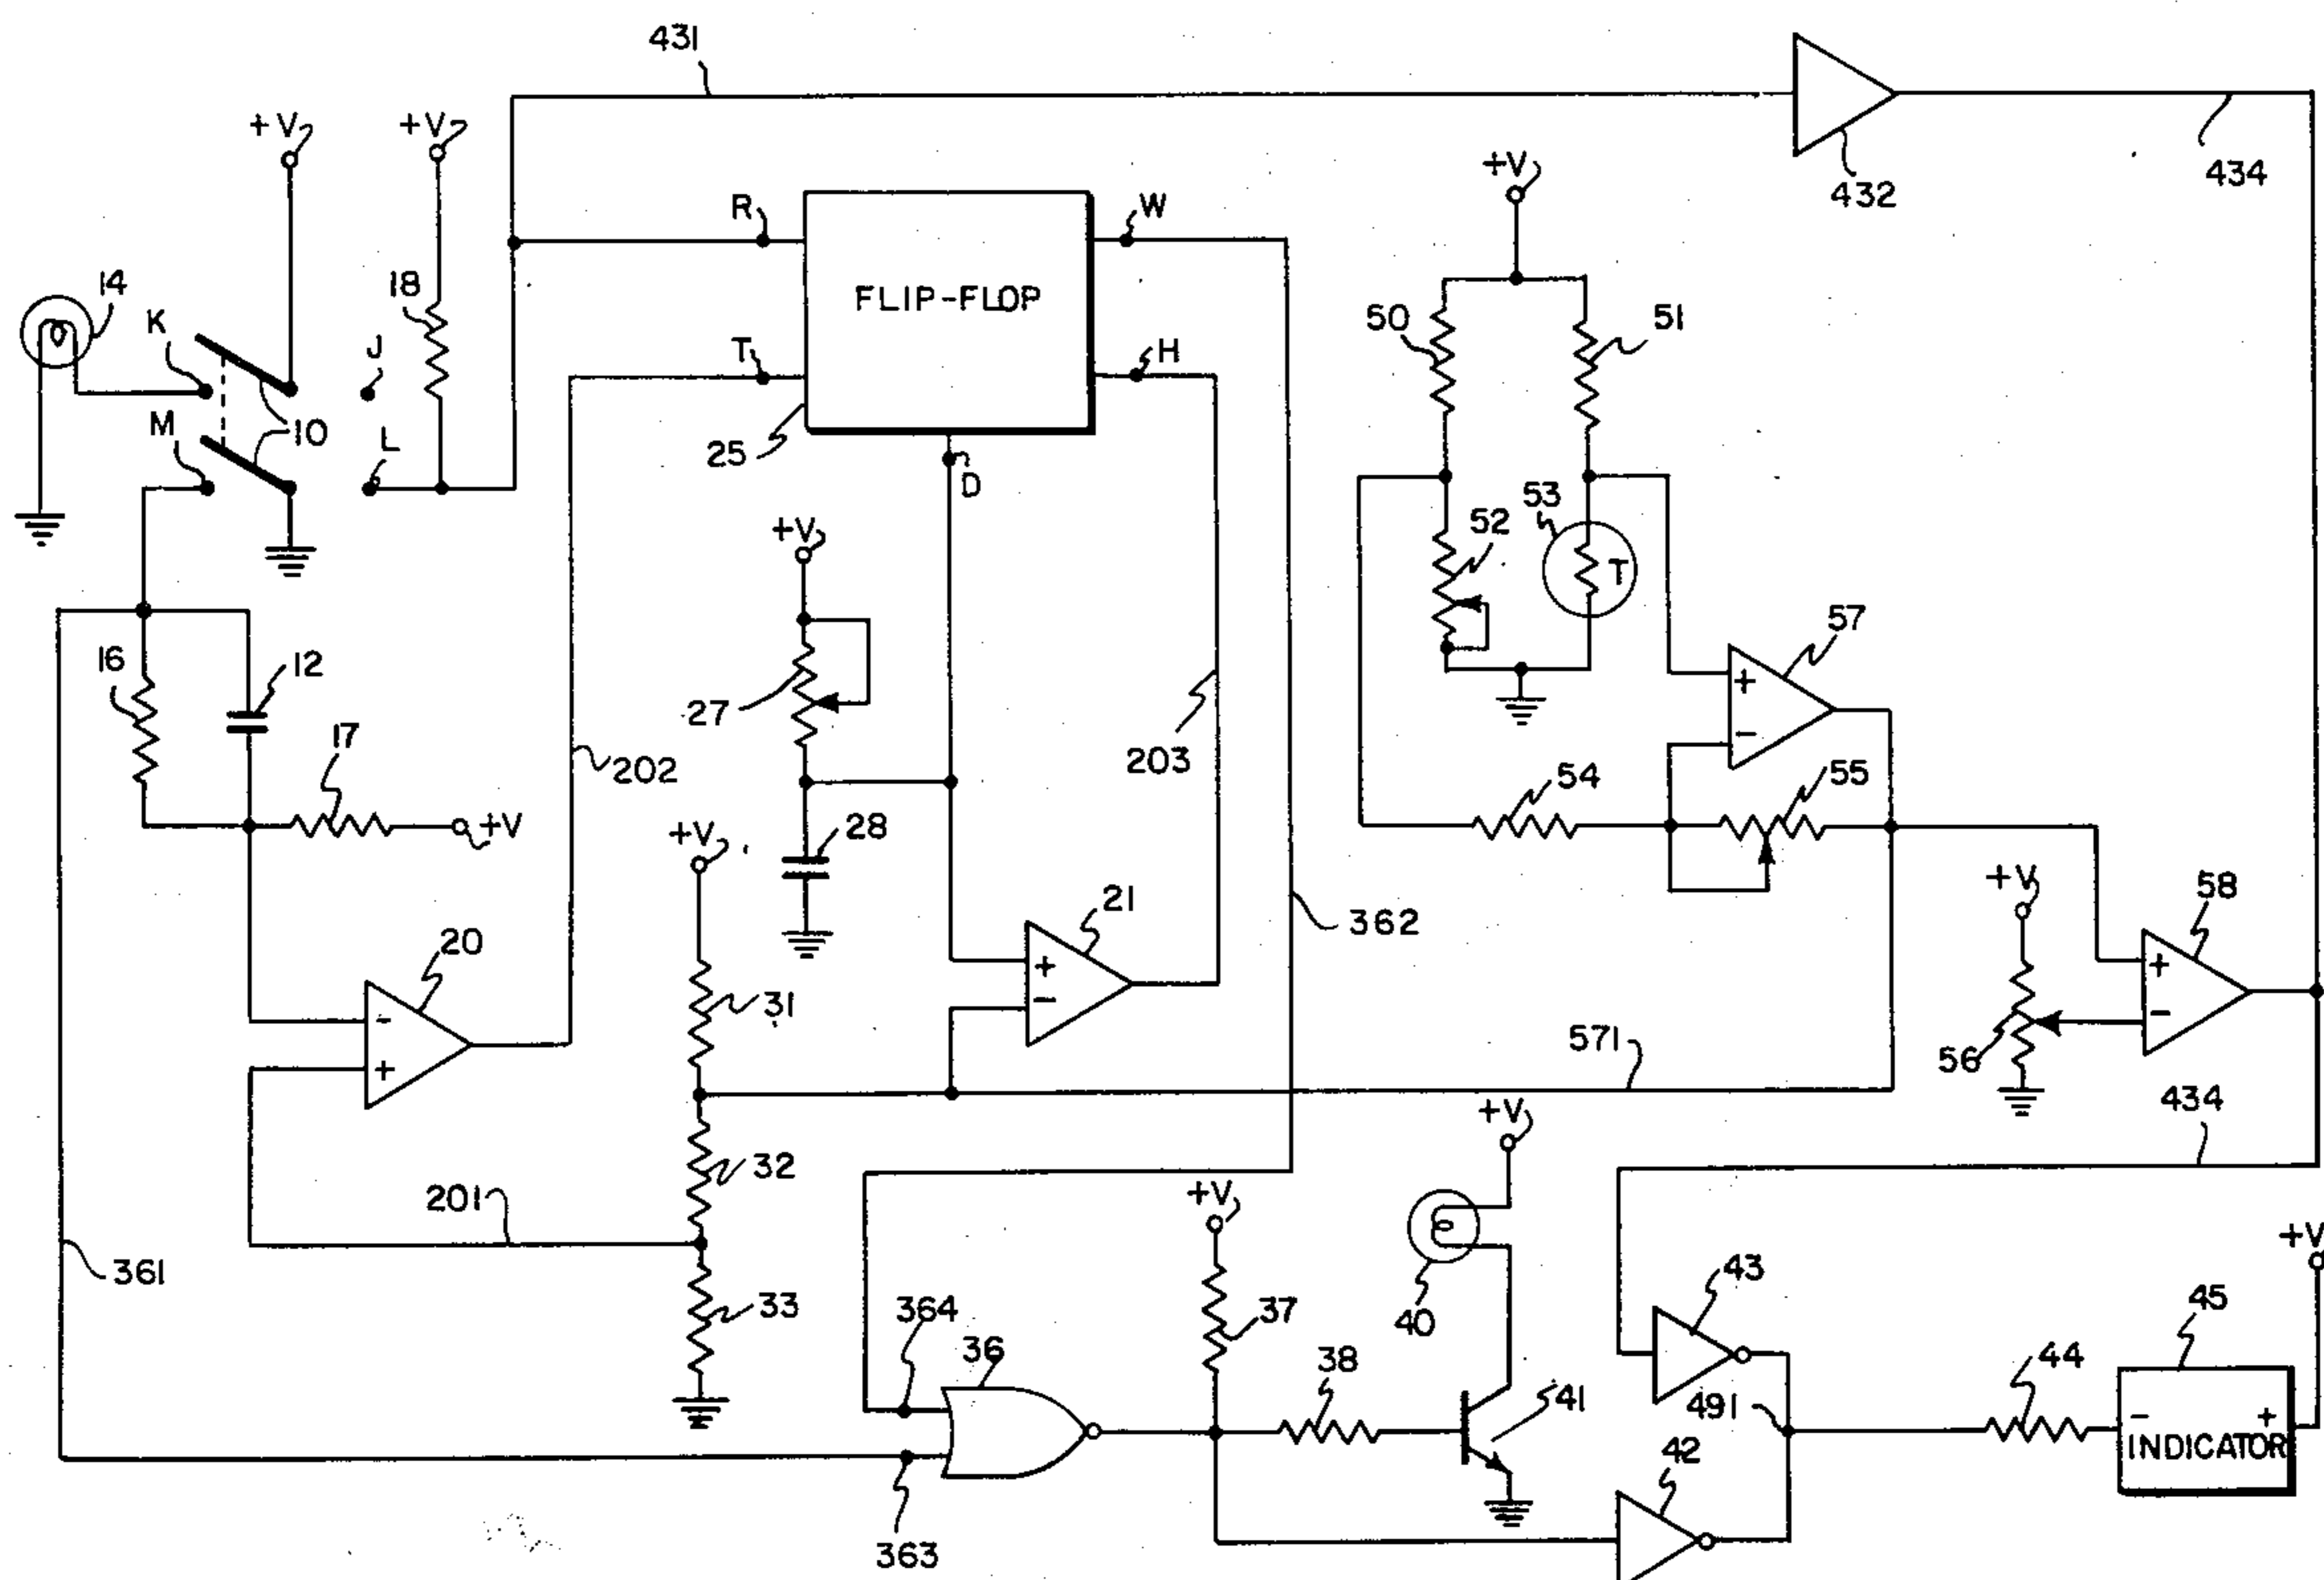 431
+V
+V
+V
432
434
R
W
14
K
18
J
FLIP-FLOP
50
51
T
H
M
10
L
25
D
53
52
T
+V
57
+
-
16
12
27
203
17
202
54
55
+V
+V
28
+V
58
20
21
362
+
-
31
+
-
-
+
571
56
434
+V
32
201
+V
+V
361
43
33
364
37
40
45
36
38
44
491
41
-
+
INDICATOR
42
363